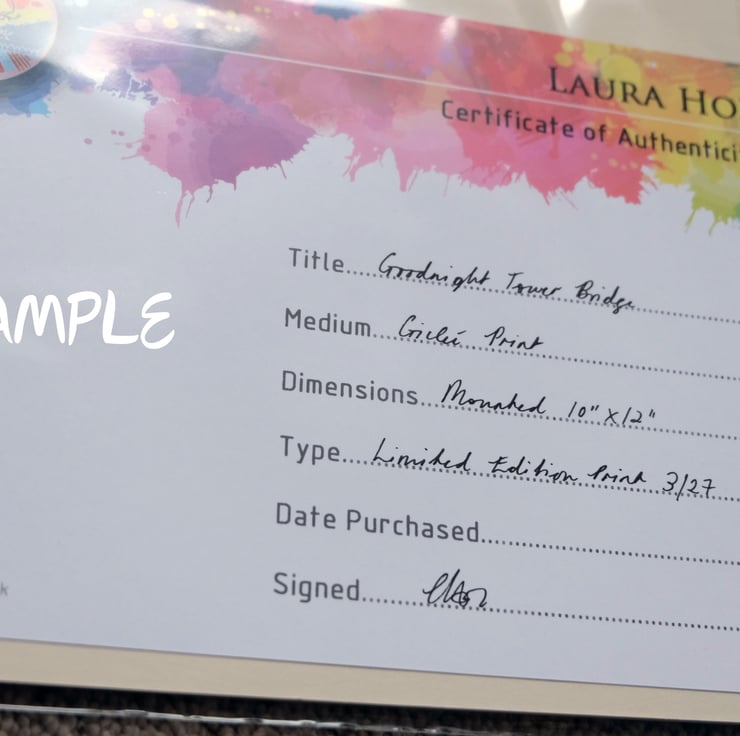 LAURA HO
Certificate of Authentici
AMPLE
Title.....Goodnight Tower Bridge
Medium...Gicleé Print
Dimensions...Mounted 10" x 12"
Type....Limited Edition Print 3/27
Date Purchased
k
Signed